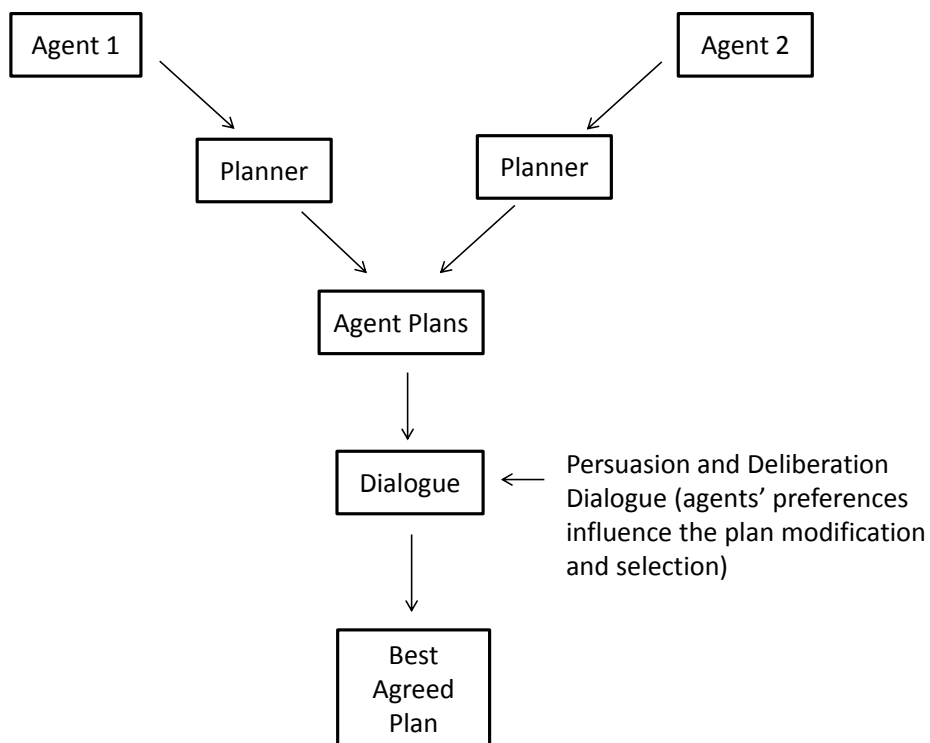 Agent 1
Agent 2
Planner
Planner
Agent Plans
Dialogue
Persuasion and Deliberation
Dialogue (agents’ preferences
influence the plan modification
and selection)
Best
Agreed
Plan